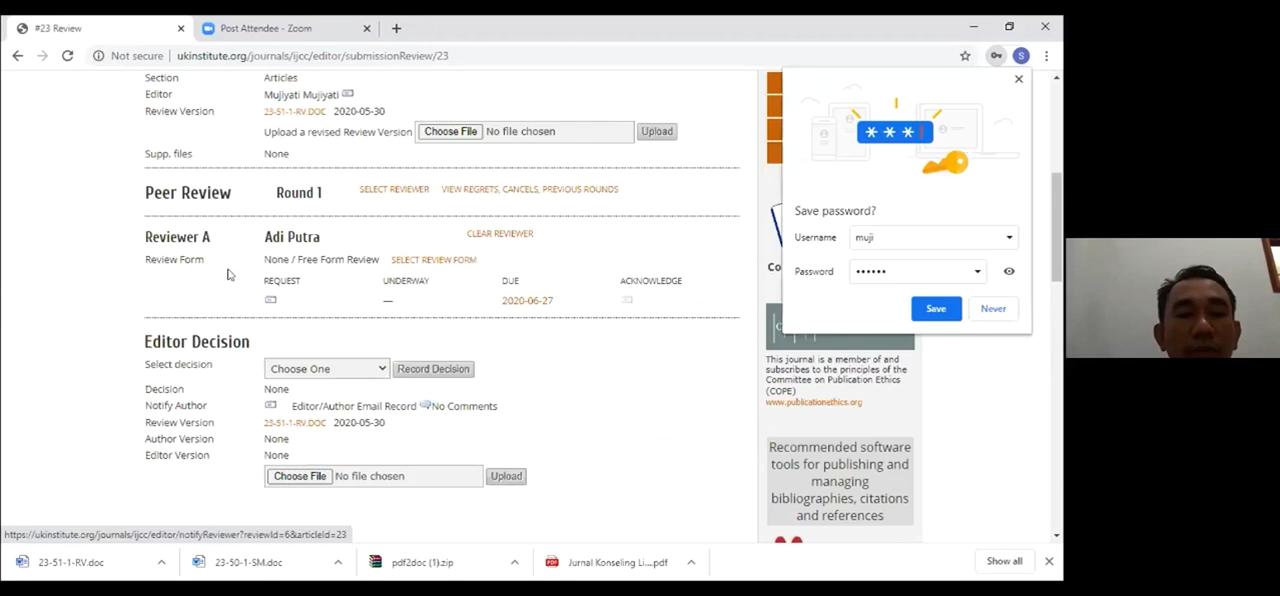 #23 Review
Post Attendee - Zoom
Not secure
ukinstitute.org/journals/ijcc/editor/submissionReview/23
S
Section Articles
Editor Mujiyati Mujiyati
Review Version 23-51-1-RV.DOC 2020-05-30
Upload a revised Review Version Choose File No file chosen Upload
Supp. files None
Peer Review Round 1 SELECT REVIEWER VIEW REGRETS, CANCELS, PREVIOUS ROUNDS
Reviewer A Adi Putra CLEAR REVIEWER
Review Form None / Free Form Review SELECT REVIEW FORM
REQUEST UNDERWAY DUE ACKNOWLEDGE
— 2020-06-27
Editor Decision
Select decision Choose One Record Decision
Decision None
Notify Author Editor/Author Email Record No Comments
Review Version 23-51-1-RV.DOC 2020-05-30
Author Version None
Editor Version None
Choose File No file chosen Upload
Save password?
Username muji
Password ••••••
Save Never
This journal is a member of and
subscribes to the principles of the
Committee on Publication Ethics
(COPE)
www.publicationethics.org
Recommended software
tools for publishing and
managing
bibliographies, citations
and references
https://ukinstitute.org/journals/ijcc/editor/notifyReviewer?reviewId=6&articleId=23
23-51-1-RV.doc
23-50-1-SM.doc
pdf2doc (1).zip
Jurnal Konseling Li....pdf
Show all